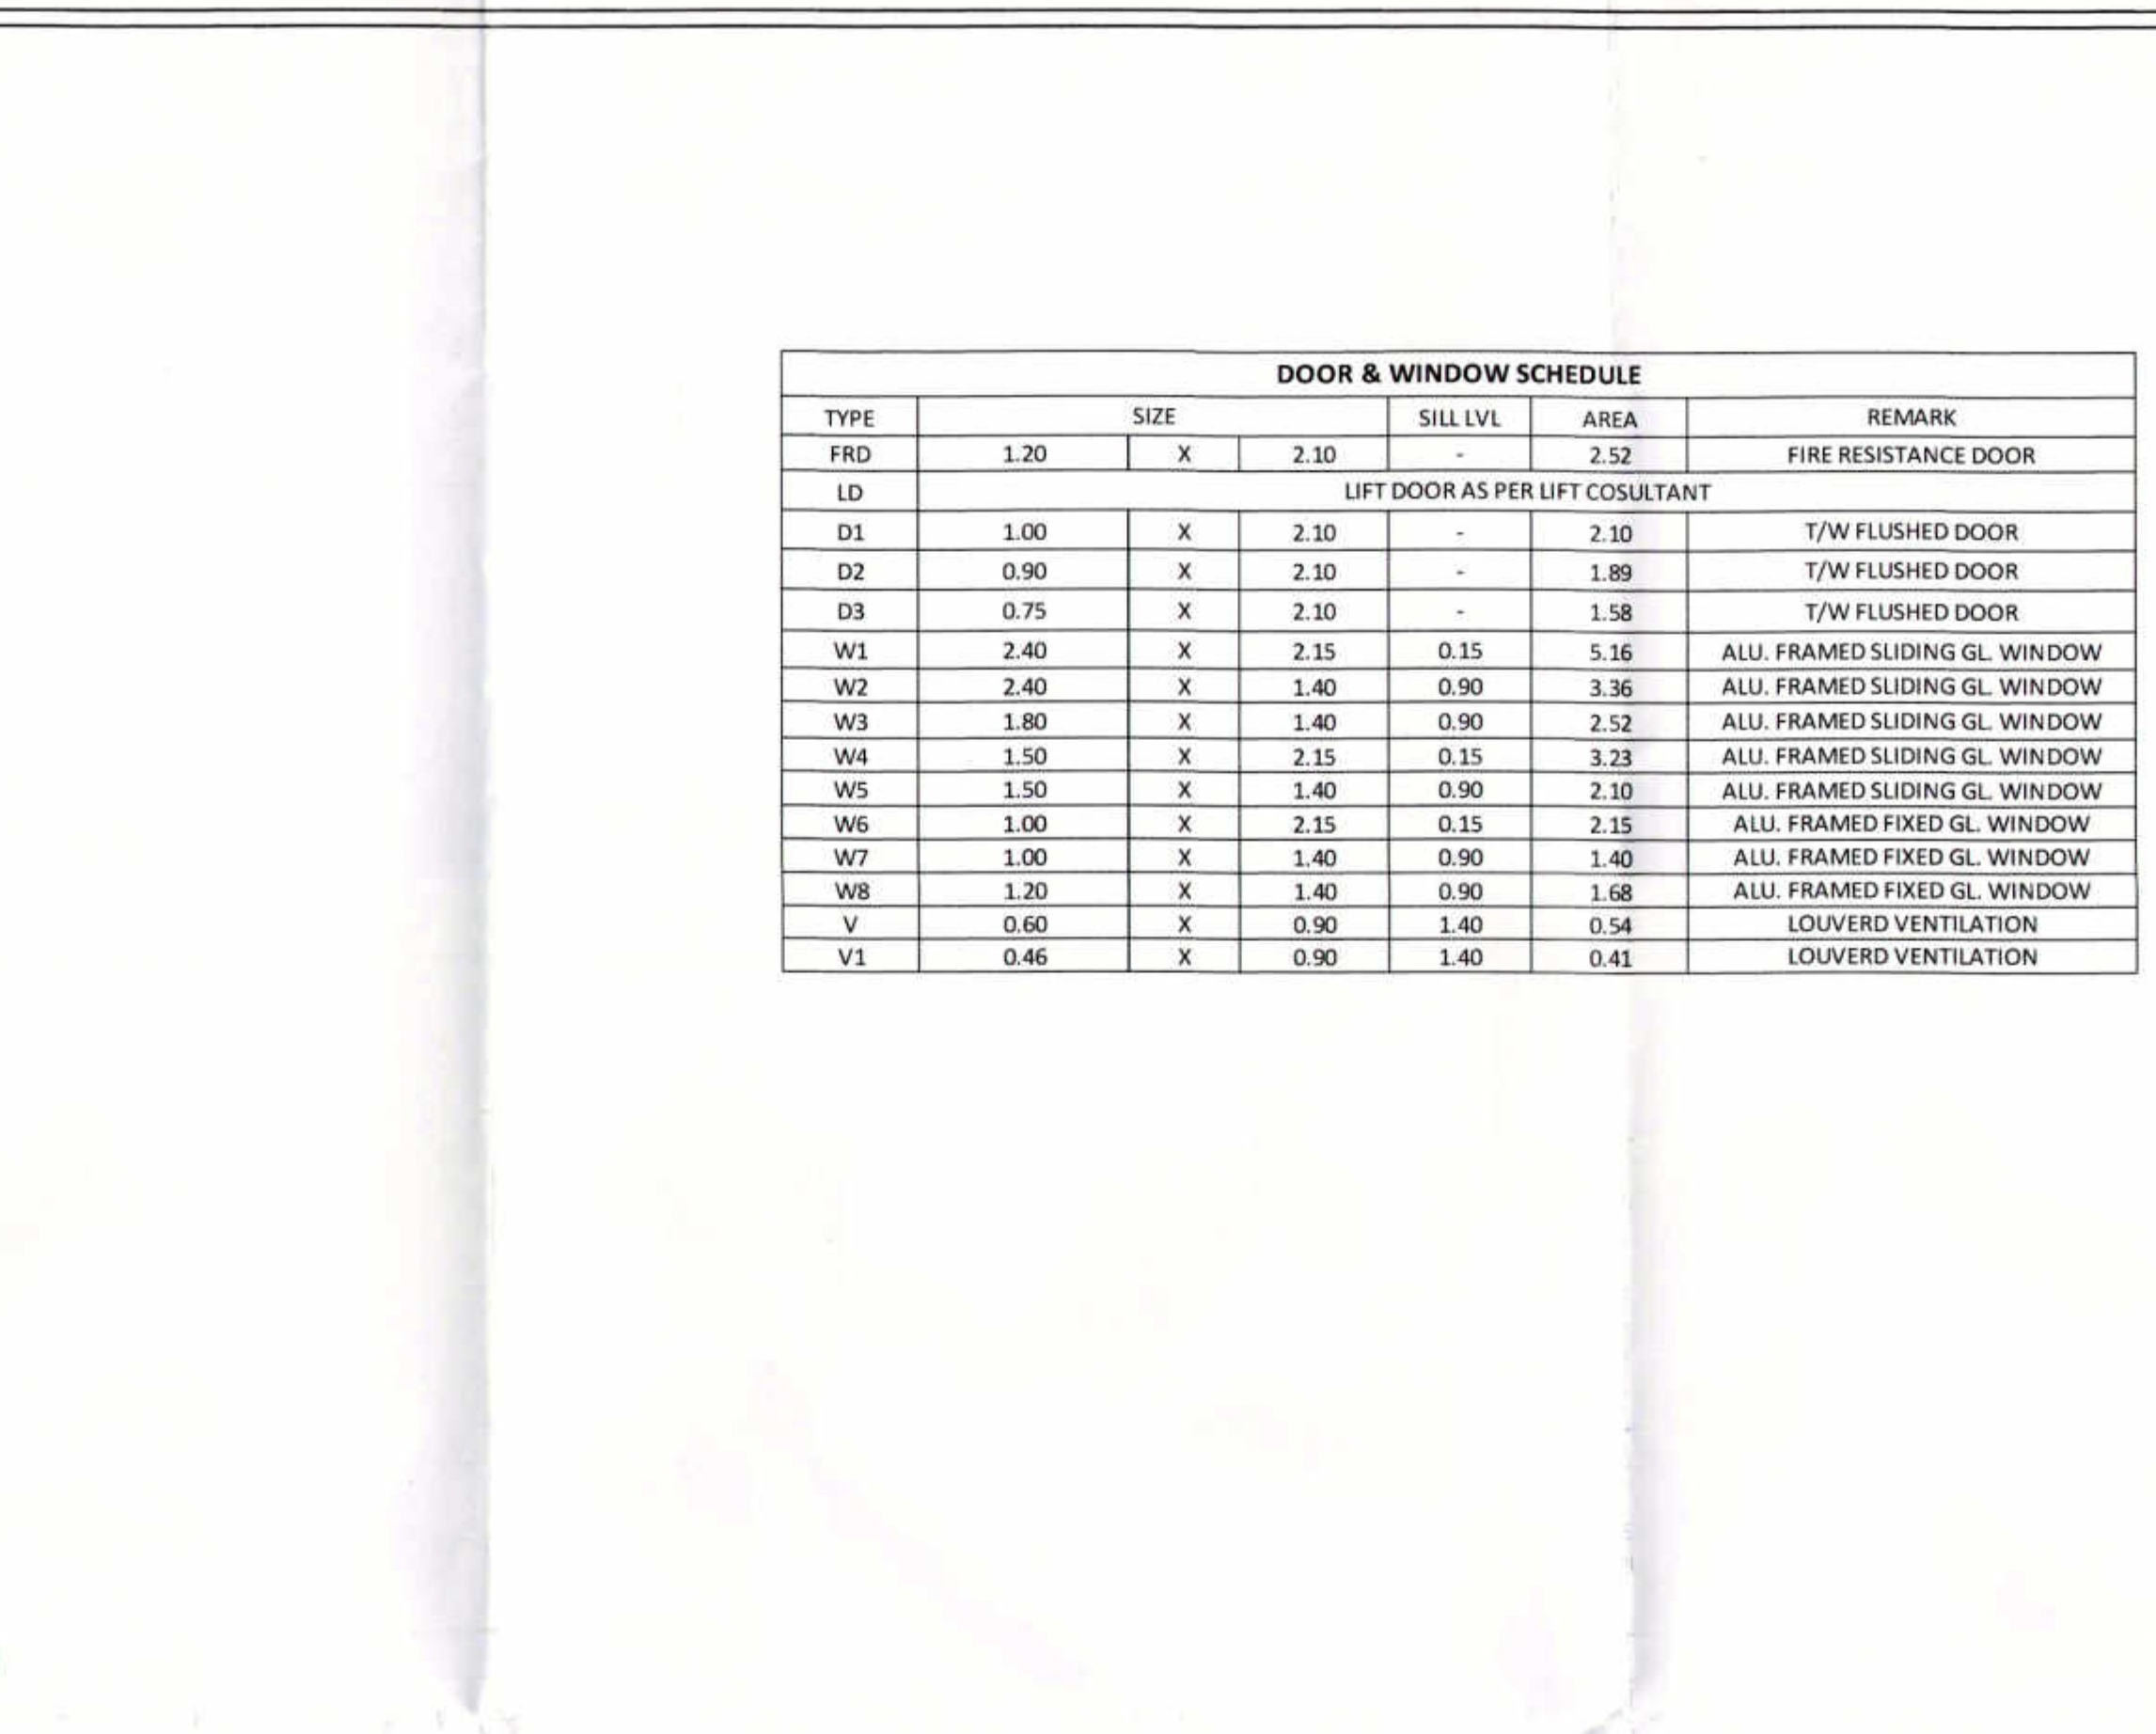 DOOR & WINDOW SCHEDULE
TYPE SIZE SILL LVL AREA REMARK
FRD 1.20 X 2.10 - 2.52 FIRE RESISTANCE DOOR
LD LIFT DOOR AS PER LIFT COSULTANT
D1 1.00 X 2.10 - 2.10 T/W FLUSHED DOOR
D2 0.90 X 2.10 - 1.89 T/W FLUSHED DOOR
D3 0.75 X 2.10 - 1.58 T/W FLUSHED DOOR
W1 2.40 X 2.15 0.15 5.16 ALU. FRAMED SLIDING GL. WINDOW
W2 2.40 X 1.40 0.90 3.36 ALU. FRAMED SLIDING GL. WINDOW
W3 1.80 X 1.40 0.90 2.52 ALU. FRAMED SLIDING GL. WINDOW
W4 1.50 X 2.15 0.15 3.23 ALU. FRAMED SLIDING GL. WINDOW
W5 1.50 X 1.40 0.90 2.10 ALU. FRAMED SLIDING GL. WINDOW
W6 1.00 X 2.15 0.15 2.15 ALU. FRAMED FIXED GL. WINDOW
W7 1.00 X 1.40 0.90 1.40 ALU. FRAMED FIXED GL. WINDOW
W8 1.20 X 1.40 0.90 1.68 ALU. FRAMED FIXED GL. WINDOW
V 0.60 X 0.90 1.40 0.54 LOUVERD VENTILATION
V1 0.46 X 0.90 1.40 0.41 LOUVERD VENTILATION